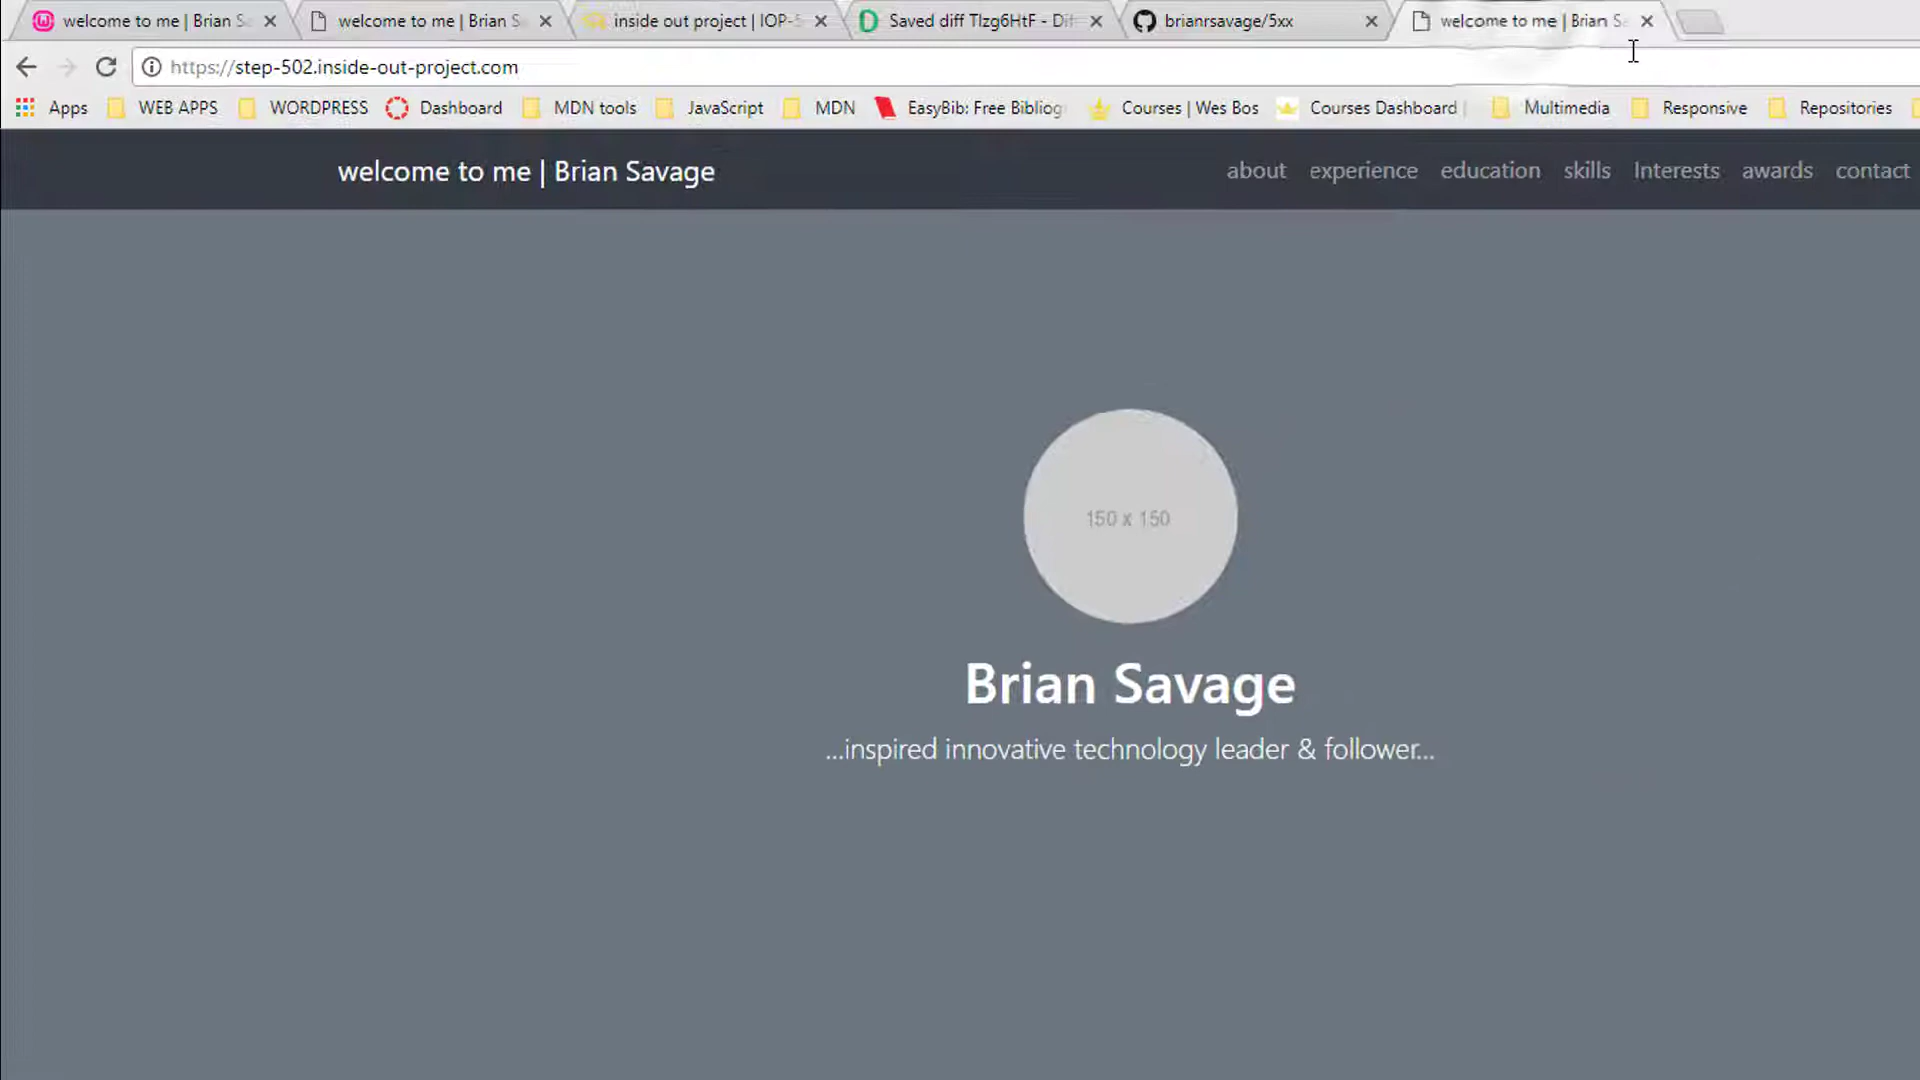 welcome to me | Brian S
welcome to me | Brian S
inside out project | IOP-
Saved diff Tlzg6HtF - Dif
brianrsavage/5xx
welcome to me | Brian Sa
https://step-502.inside-out-project.com
Apps WEB APPS WORDPRESS Dashboard MDN tools JavaScript MDN EasyBib: Free Bibliog Courses | Wes Bos Courses Dashboard | Multimedia Responsive Repositories
welcome to me | Brian Savage
about experience education skills Interests awards contact
150 x 150
Brian Savage
...inspired innovative technology leader & follower...